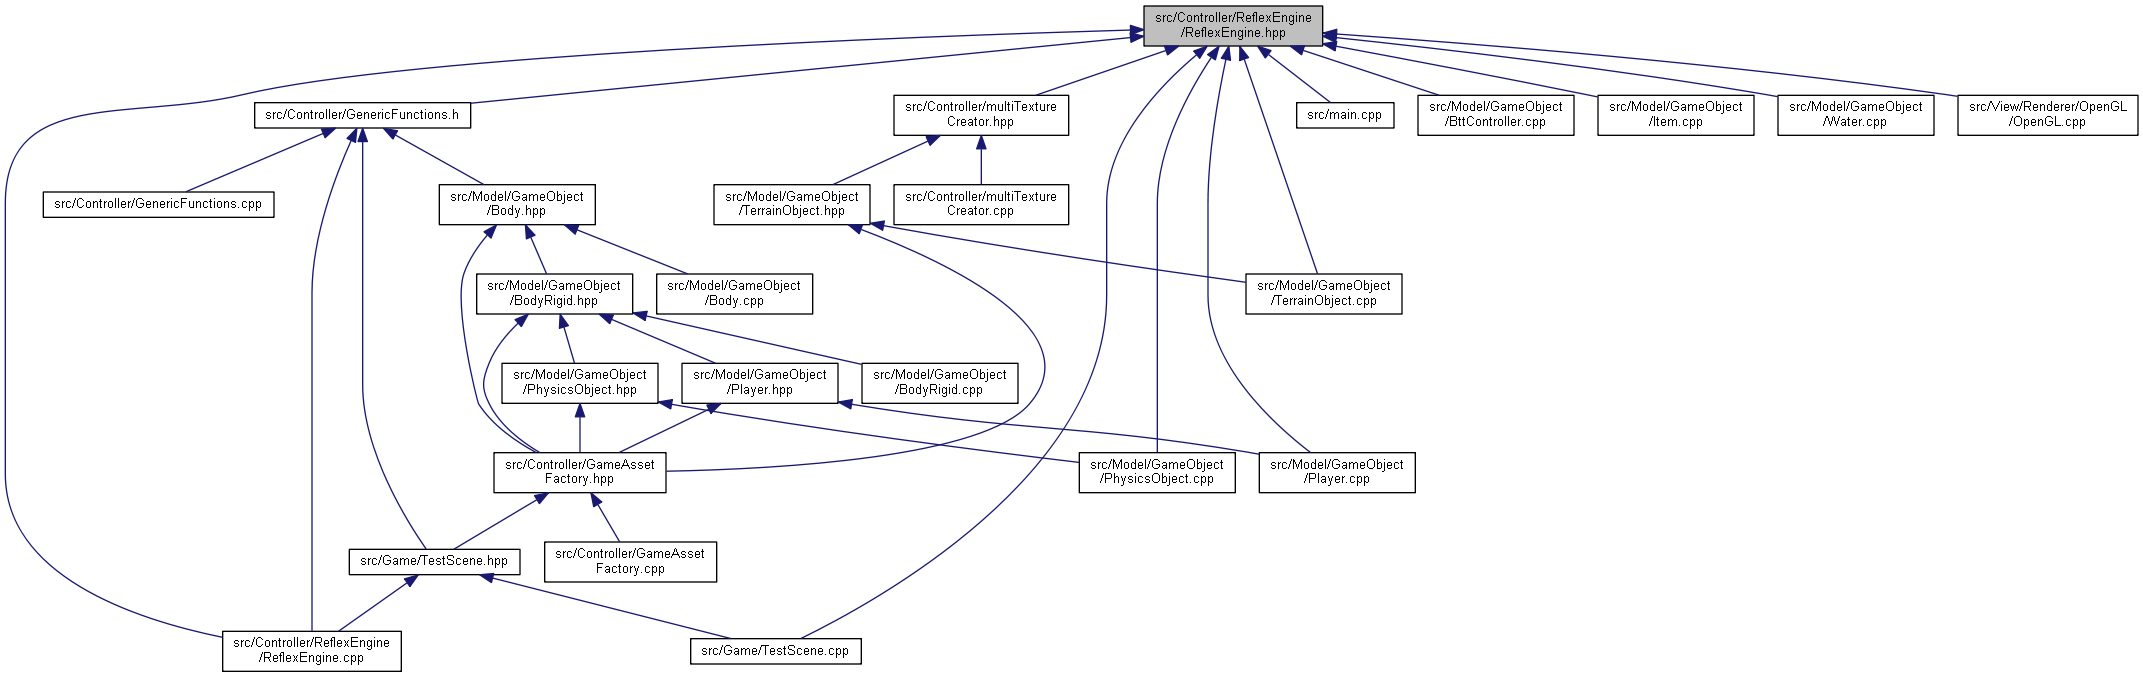 src/Controller/ReflexEngine
/ReflexEngine.hpp
src/Controller/GenericFunctions.h
src/Controller/multiTexture
Creator.hpp
src/main.cpp
src/Model/GameObject
/BttController.cpp
src/Model/GameObject
/Item.cpp
src/Model/GameObject
/Water.cpp
src/View/Renderer/OpenGL
/OpenGL.cpp
src/Controller/GenericFunctions.cpp
src/Model/GameObject
/Body.hpp
src/Model/GameObject
/TerrainObject.hpp
src/Controller/multiTexture
Creator.cpp
src/Model/GameObject
/BodyRigid.hpp
src/Model/GameObject
/Body.cpp
src/Model/GameObject
/TerrainObject.cpp
src/Model/GameObject
/PhysicsObject.hpp
src/Model/GameObject
/Player.hpp
src/Model/GameObject
/BodyRigid.cpp
src/Controller/GameAsset
Factory.hpp
src/Model/GameObject
/PhysicsObject.cpp
src/Model/GameObject
/Player.cpp
src/Game/TestScene.hpp
src/Controller/GameAsset
Factory.cpp
src/Controller/ReflexEngine
/ReflexEngine.cpp
src/Game/TestScene.cpp